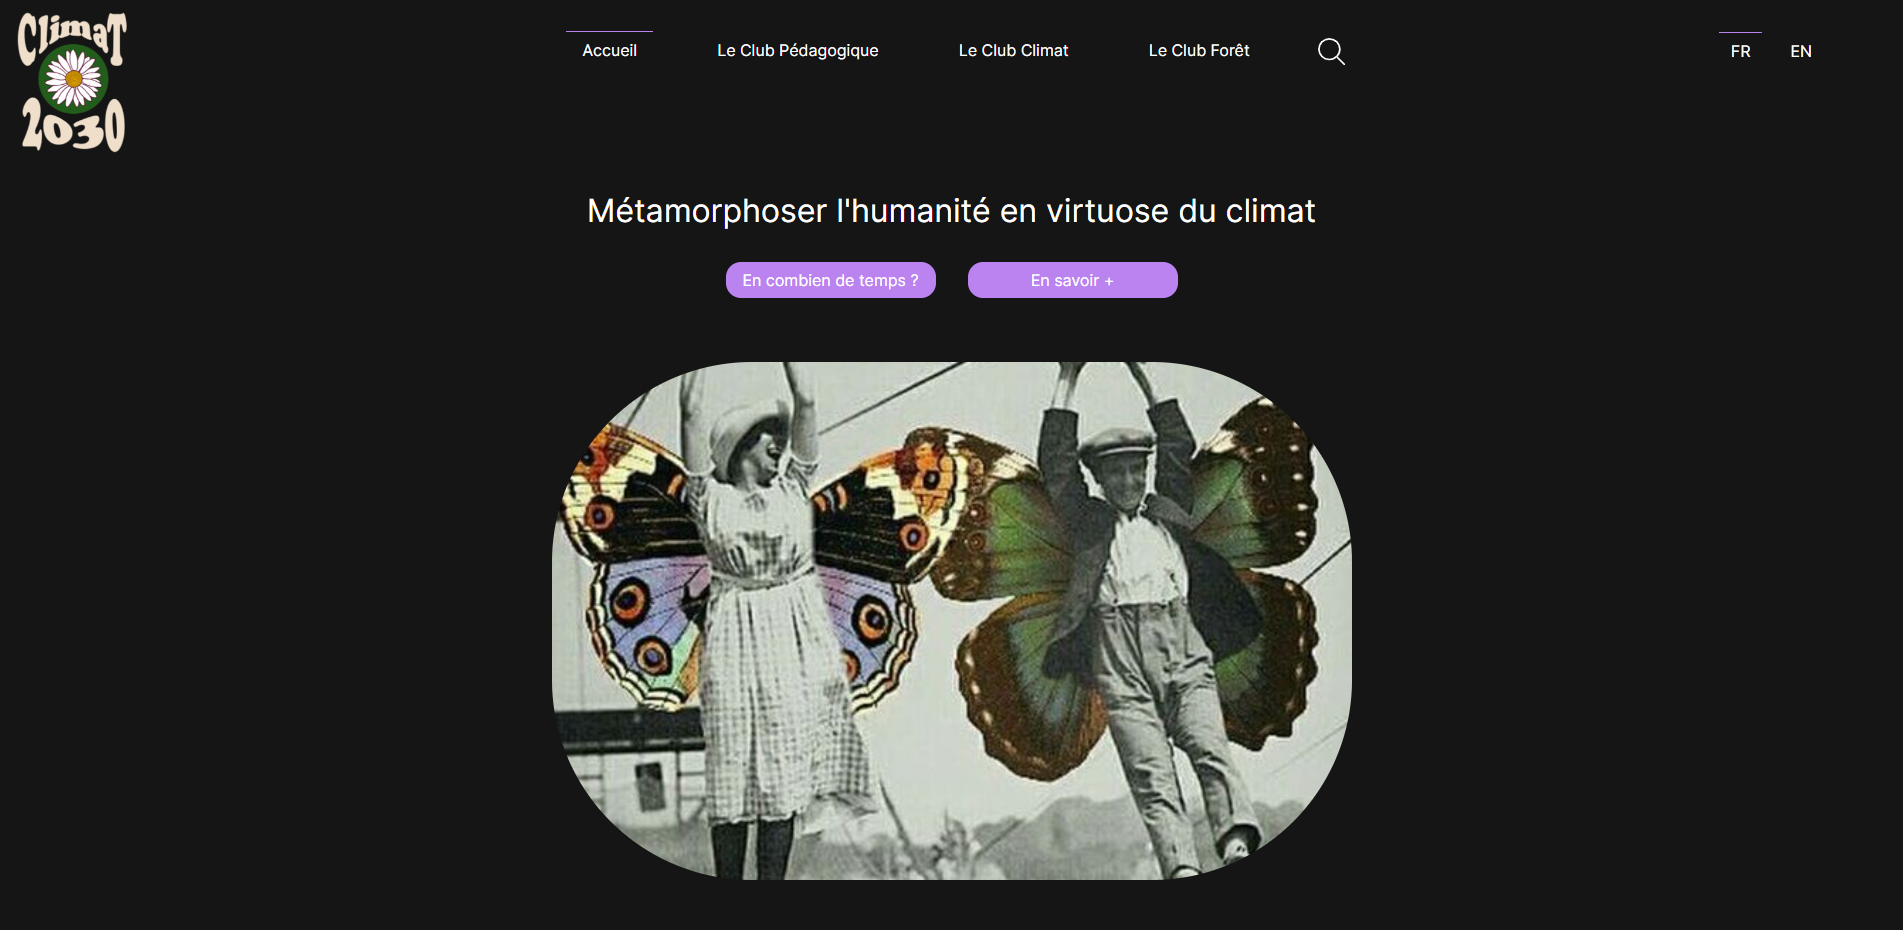 ClimaT
2030
Accueil
Le Club Pédagogique
Le Club Climat
Le Club Forêt
FR
EN
Métamorphoser l'humanité en virtuose du climat
En combien de temps ?
En savoir +